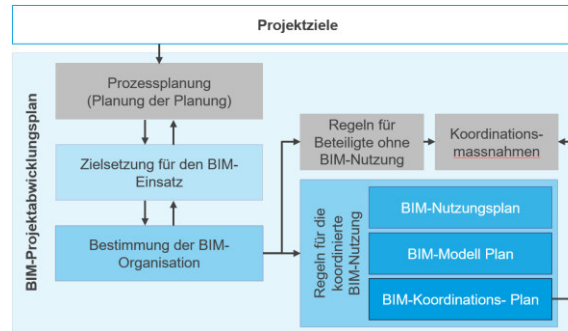 Projektziele
BIM-Projektabwicklungsplan
Prozessplanung
(Planung der Planung)
Zielsetzung für den BIM-
Einsatz
Bestimmung der BIM-
Organisation
Regeln für
Beteiligte ohne
BIM-Nutzung
Koordinations-
massnahmen
Regeln für die
koordinierte
BIM-Nutzung
BIM-Nutzungsplan
BIM-Modell Plan
BIM-Koordinations- Plan